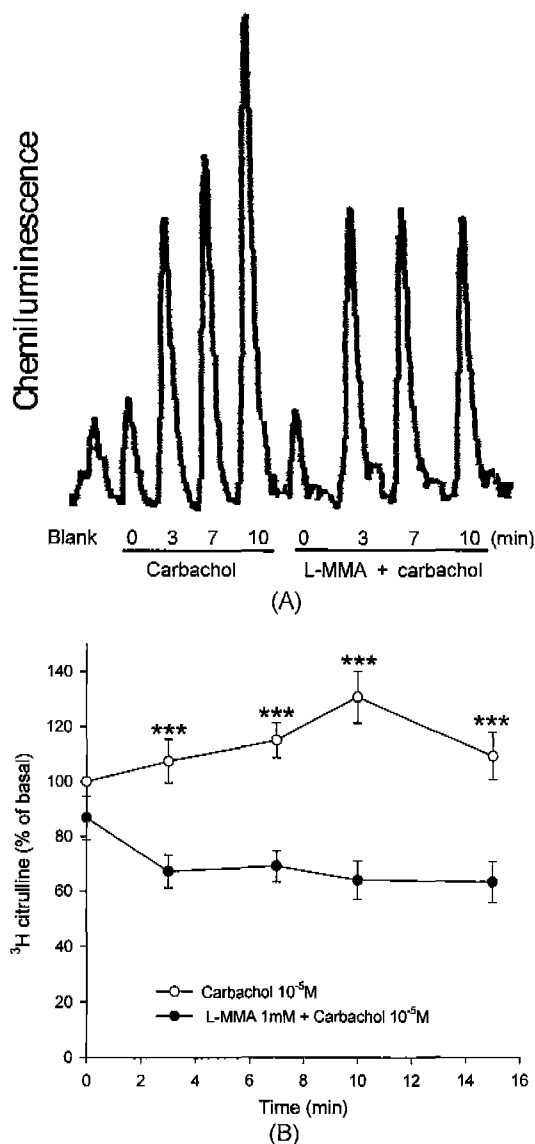 Chemiluminescence
Blank 0 3 7 10 0 3 7 10 (min)
Carbachol L-MMA + carbachol
(A)
³H citrulline (% of basal)
140
120
100
80
60
40
20
0
***
***
***
***
Carbachol 10⁻⁵M
L-MMA 1mM + Carbachol 10⁻⁵M
0 2 4 6 8 10 12 14 16
Time (min)
(B)